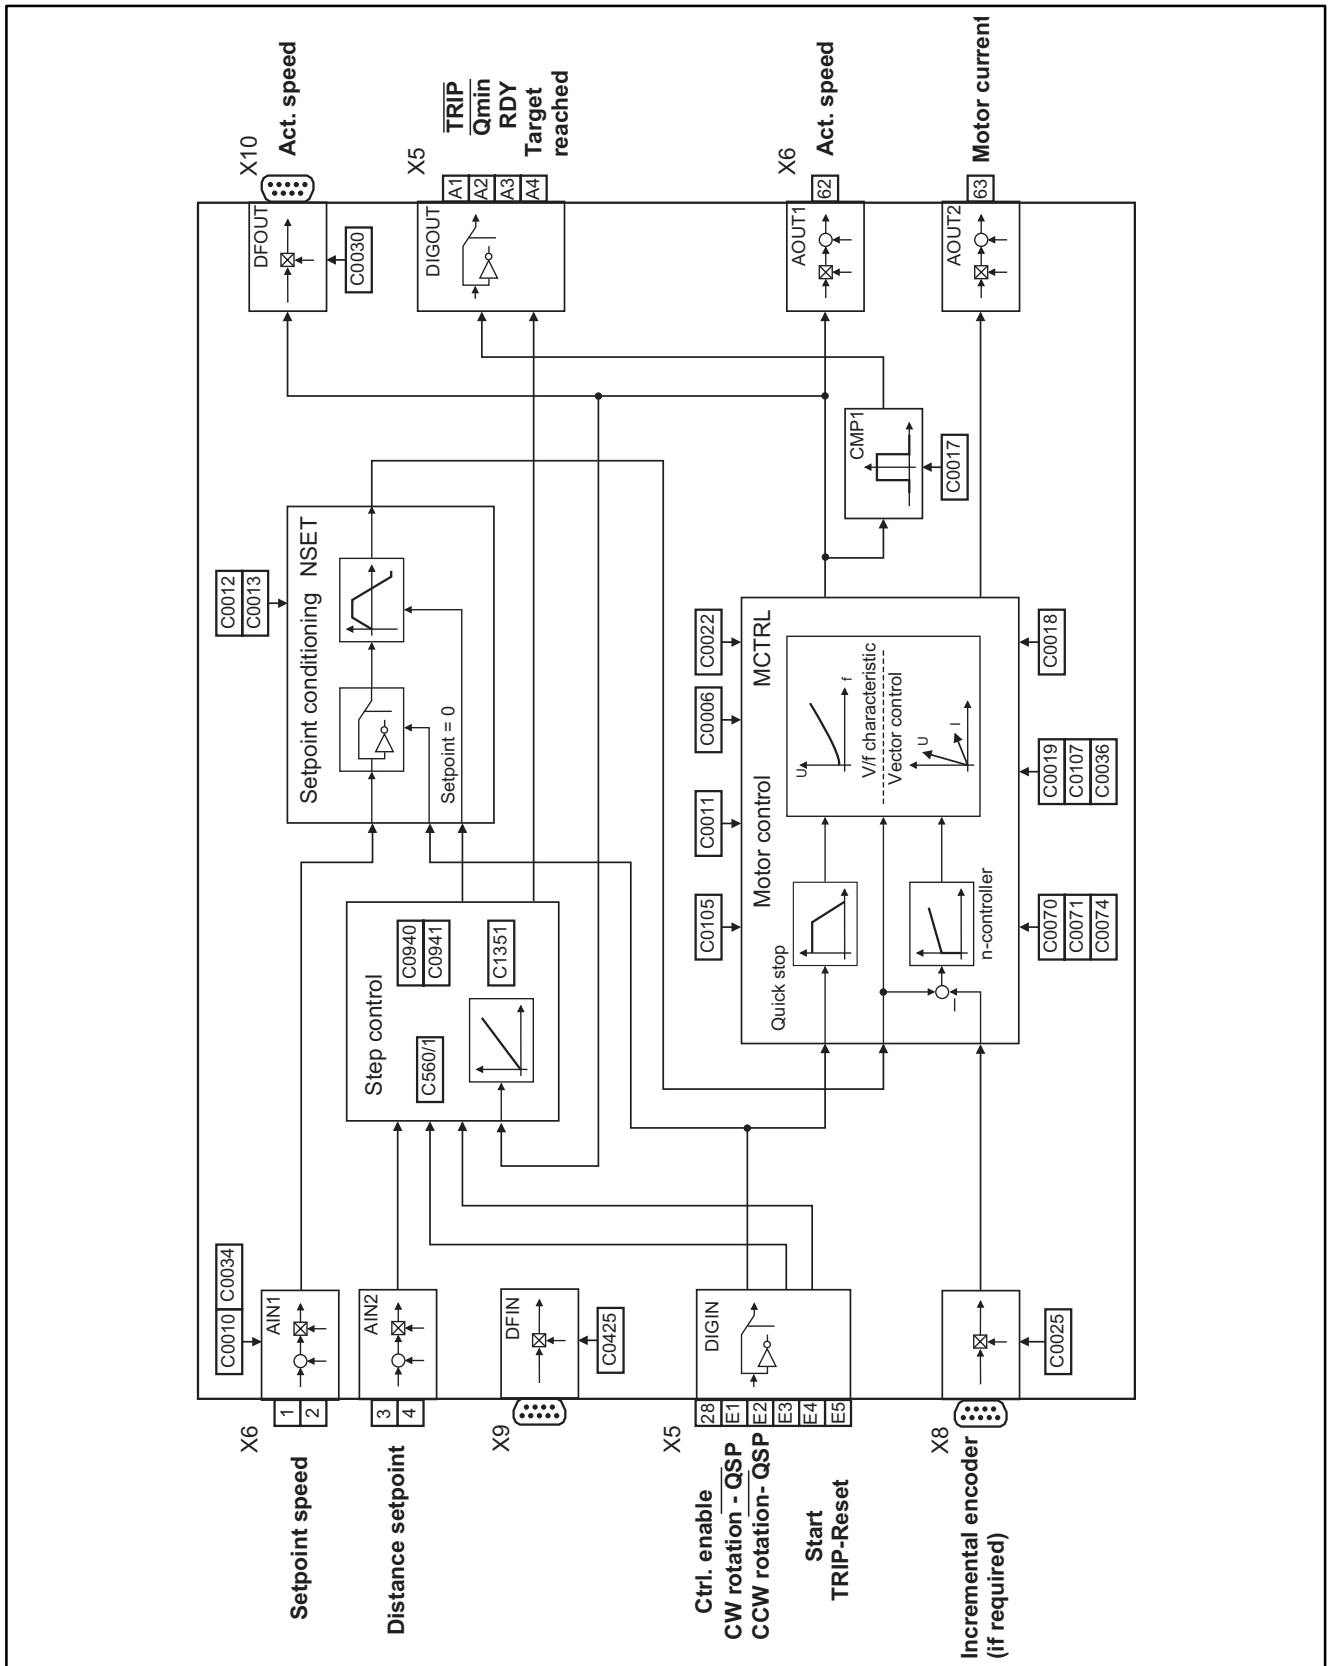 X6
Setpoint speed
1
2
AIN1
C0010
C0034
Distance setpoint
3
4
AIN2
X9
DFIN
C0425
X5
Ctrl. enable
CW rotation - QSP
CCW rotation- QSP
Start
TRIP-Reset
28
E1
E2
E3
E4
E5
DIGIN
X8
Incremental encoder
(if required)
C0025
Step control
C560/1
C0940
C0941
C1351
Setpoint conditioning NSET
C0012
C0013
Setpoint = 0
Motor control MCTRL
C0105
C0011
C0006
C0022
Quick stop
n-controller
U
f
V/f characteristic
Vector control
U
I
C0070
C0071
C0074
C0019
C0107
C0036
C0018
CMP1
C0017
DFOUT
C0030
X10
Act. speed
DIGOUT
X5
A1
A2
A3
A4
TRIP
Qmin
RDY
Target
reached
AOUT1
X6
62
Act. speed
AOUT2
63
Motor current